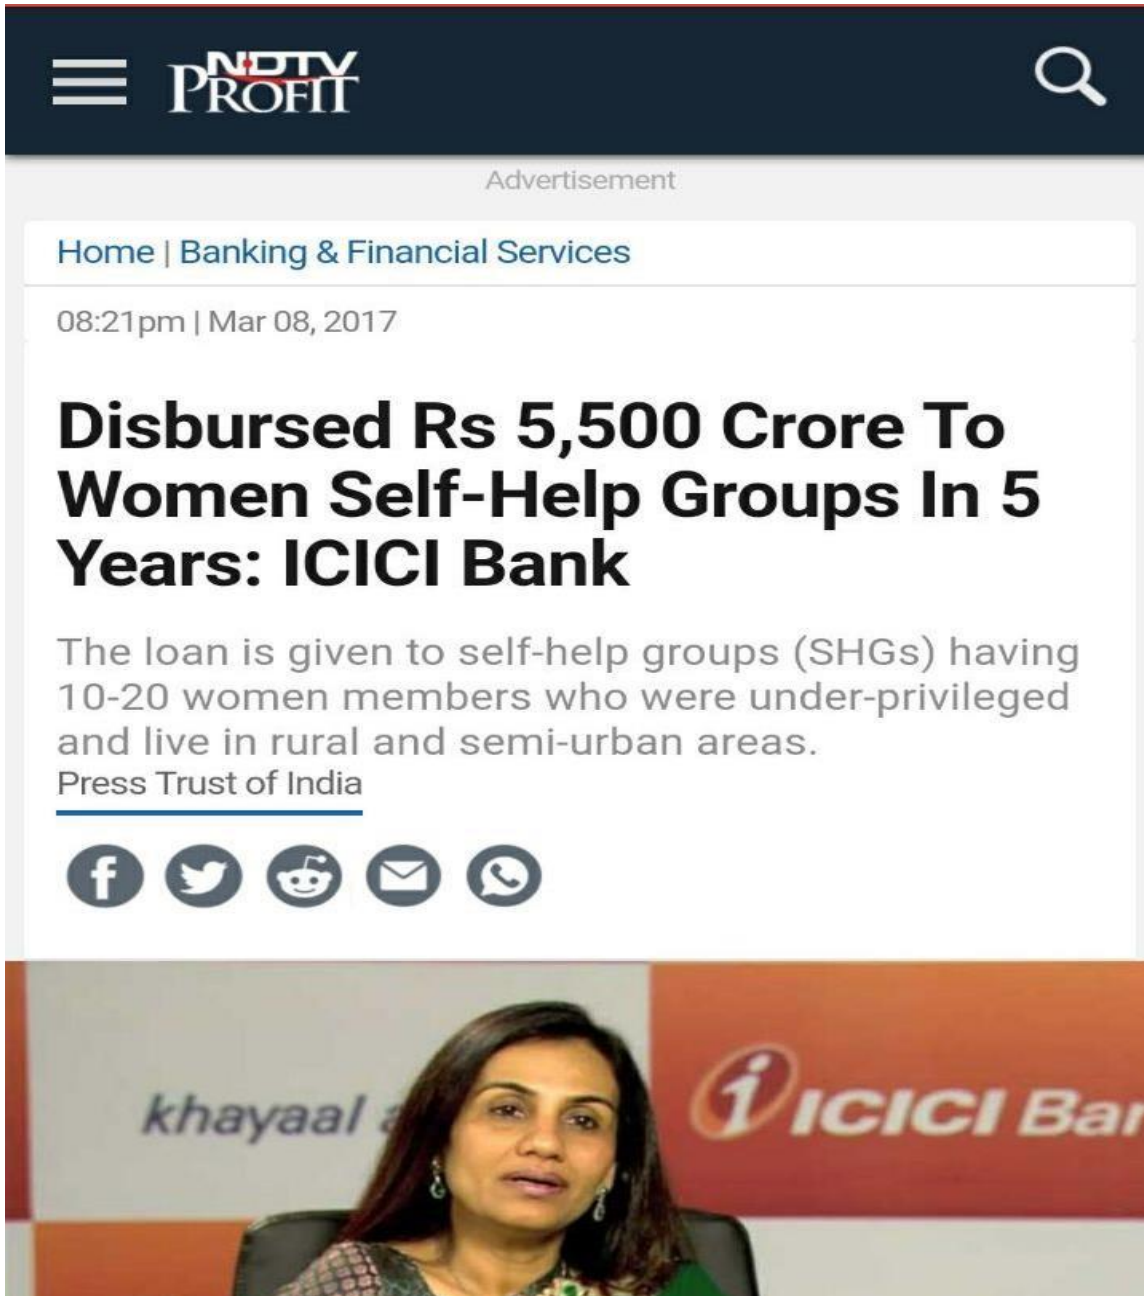 NDTV
PROFIT
Advertisement
Home | Banking & Financial Services
08:21pm | Mar 08, 2017
Disbursed Rs 5,500 Crore To
Women Self-Help Groups In 5
Years: ICICI Bank
The loan is given to self-help groups (SHGs) having
10-20 women members who were under-privileged
and live in rural and semi-urban areas.
Press Trust of India
khayaal
ICICI Ban